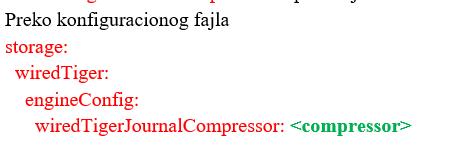 Preko konfiguracionog fajla
storage:
wiredTiger:
engineConfig:
wiredTigerJournalCompressor: <compressor>